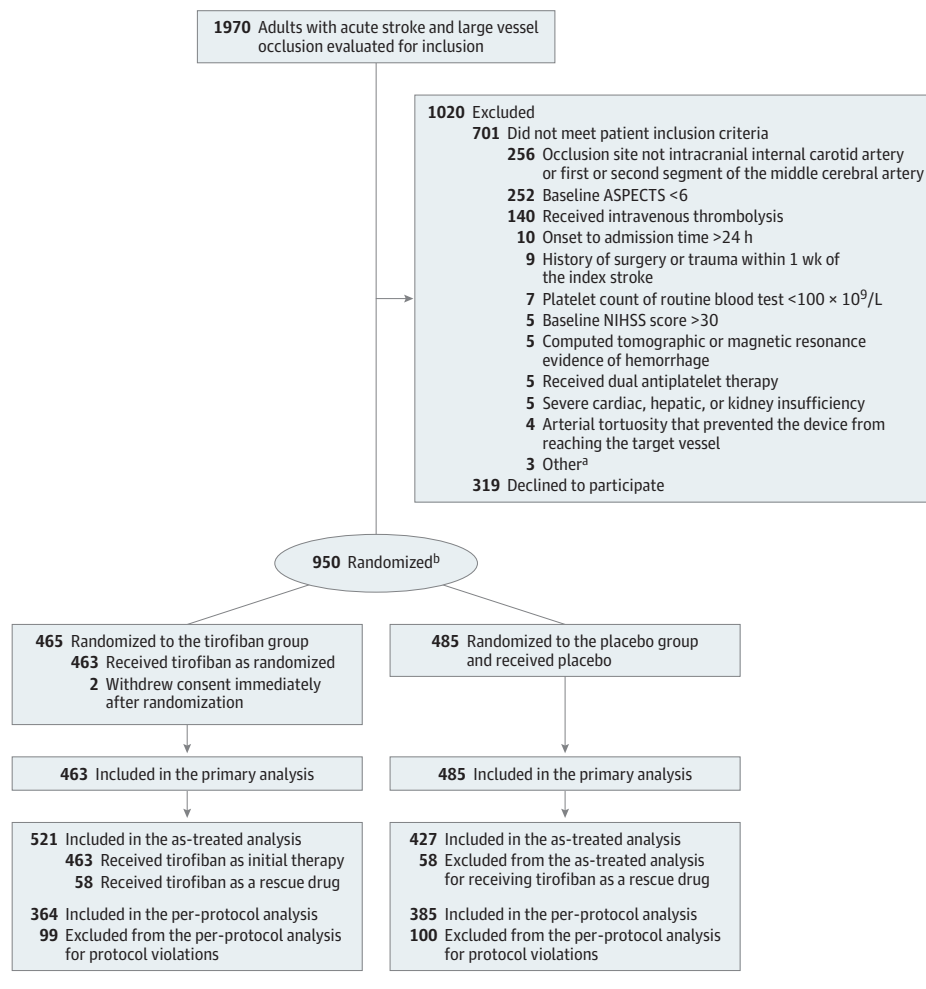 1970 Adults with acute stroke and large vessel
occlusion evaluated for inclusion
1020 Excluded
701 Did not meet patient inclusion criteria
256 Occlusion site not intracranial internal carotid artery
or first or second segment of the middle cerebral artery
252 Baseline ASPECTS <6
140 Received intravenous thrombolysis
10 Onset to admission time >24 h
9 History of surgery or trauma within 1 wk of
the index stroke
7 Platelet count of routine blood test <100 × 10⁹/L
5 Baseline NIHSS score >30
5 Computed tomographic or magnetic resonance
evidence of hemorrhage
5 Received dual antiplatelet therapy
5 Severe cardiac, hepatic, or kidney insufficiency
4 Arterial tortuosity that prevented the device from
reaching the target vessel
3 Otherᵃ
319 Declined to participate
950 Randomizedᵇ
465 Randomized to the tirofiban group
463 Received tirofiban as randomized
2 Withdrew consent immediately
after randomization
485 Randomized to the placebo group
and received placebo
463 Included in the primary analysis
485 Included in the primary analysis
521 Included in the as-treated analysis
463 Received tirofiban as initial therapy
58 Received tirofiban as a rescue drug
364 Included in the per-protocol analysis
99 Excluded from the per-protocol analysis
for protocol violations
427 Included in the as-treated analysis
58 Excluded from the as-treated analysis
for receiving tirofiban as a rescue drug
385 Included in the per-protocol analysis
100 Excluded from the per-protocol analysis
for protocol violations